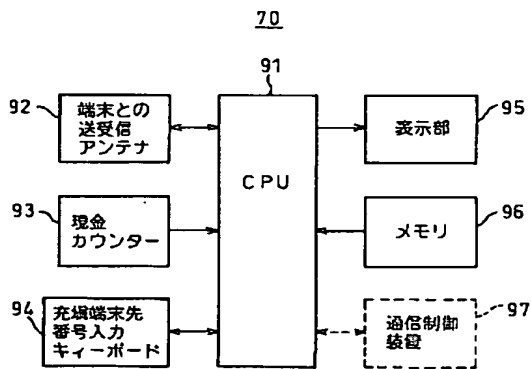 70
91
92
端末との
送受信
アンテナ
CPU
95
表示部
93
現金
カウンター
96
メモリ
94
充塡端末先
番号入力
キィーボード
97
通信制御
装置